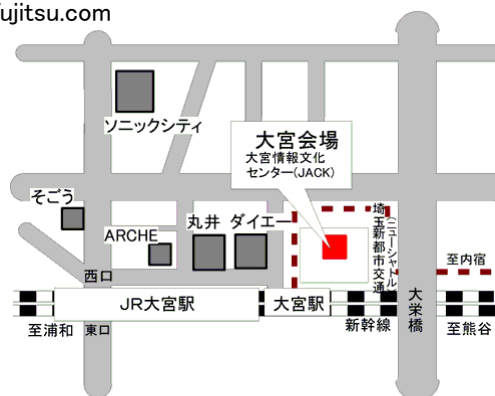 fujitsu.com
ソニックシティ
大宮会場
大宮情報文化
センター(JACK)
そごう
ARCHE
丸井
ダイエー
埼玉新都市交通
(ニューシャトル)
至内宿
西口
JR大宮駅
大宮駅
大栄橋
至浦和
東口
新幹線
至熊谷